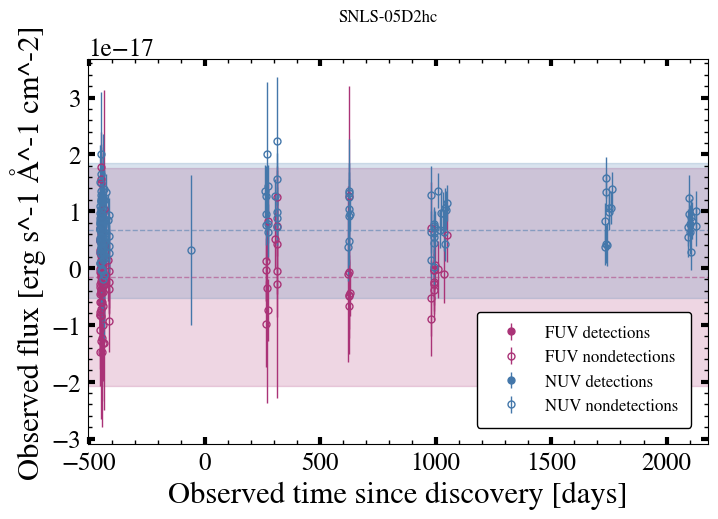 SNLS-05D2hc
1e−17
3
2
1
0
−1
−2
−3
−500 0 500 1000 1500 2000
Observed flux [erg s^-1 Å^-1 cm^-2]
Observed time since discovery [days]
FUV detections
FUV nondetections
NUV detections
NUV nondetections